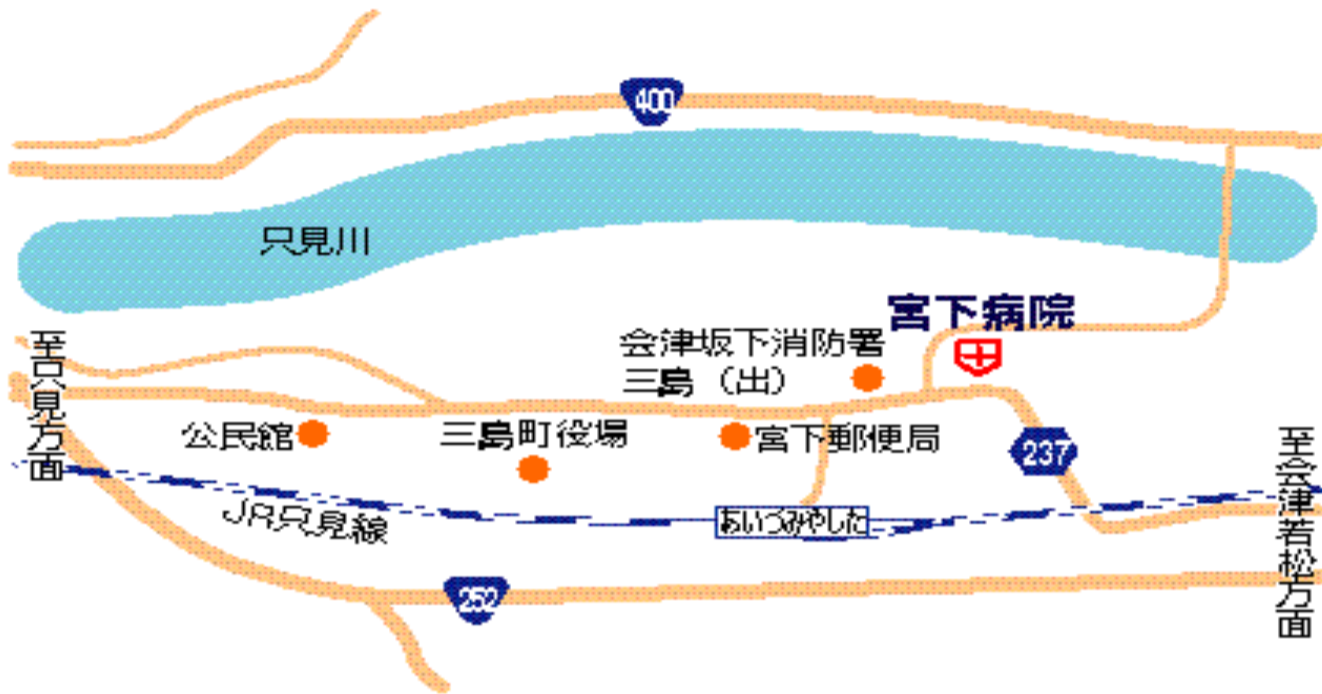 400
只見川
宮下病院
会津坂下消防署
三島（出）
至只見方面
公民館
三島町役場
宮下郵便局
237
至会津若松方面
JR只見線
あいづみやした
252